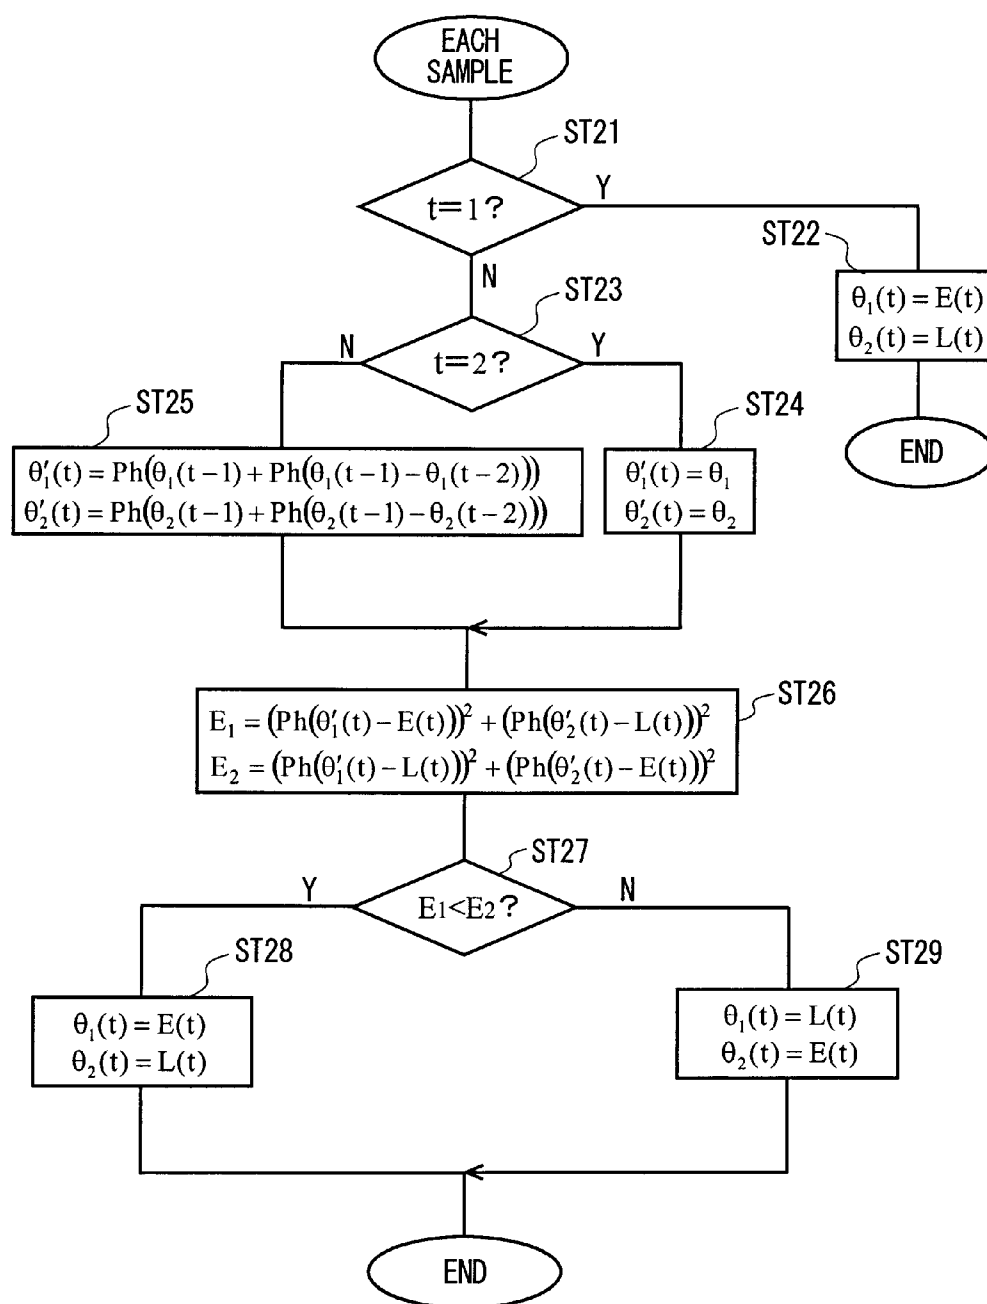 EACH
SAMPLE
ST21
t=1?
Y
N
ST22
θ₁(t) = E(t)
θ₂(t) = L(t)
END
ST23
t=2?
N
Y
ST25
θ′₁(t) = Ph(θ₁(t−1) + Ph(θ₁(t−1) − θ₁(t−2)))
θ′₂(t) = Ph(θ₂(t−1) + Ph(θ₂(t−1) − θ₂(t−2)))
ST24
θ′₁(t) = θ₁
θ′₂(t) = θ₂
ST26
E₁ = (Ph(θ′₁(t) − E(t)))² + (Ph(θ′₂(t) − L(t)))²
E₂ = (Ph(θ′₁(t) − L(t)))² + (Ph(θ′₂(t) − E(t)))²
ST27
E1<E2?
Y
N
ST28
θ₁(t) = E(t)
θ₂(t) = L(t)
ST29
θ₁(t) = L(t)
θ₂(t) = E(t)
END